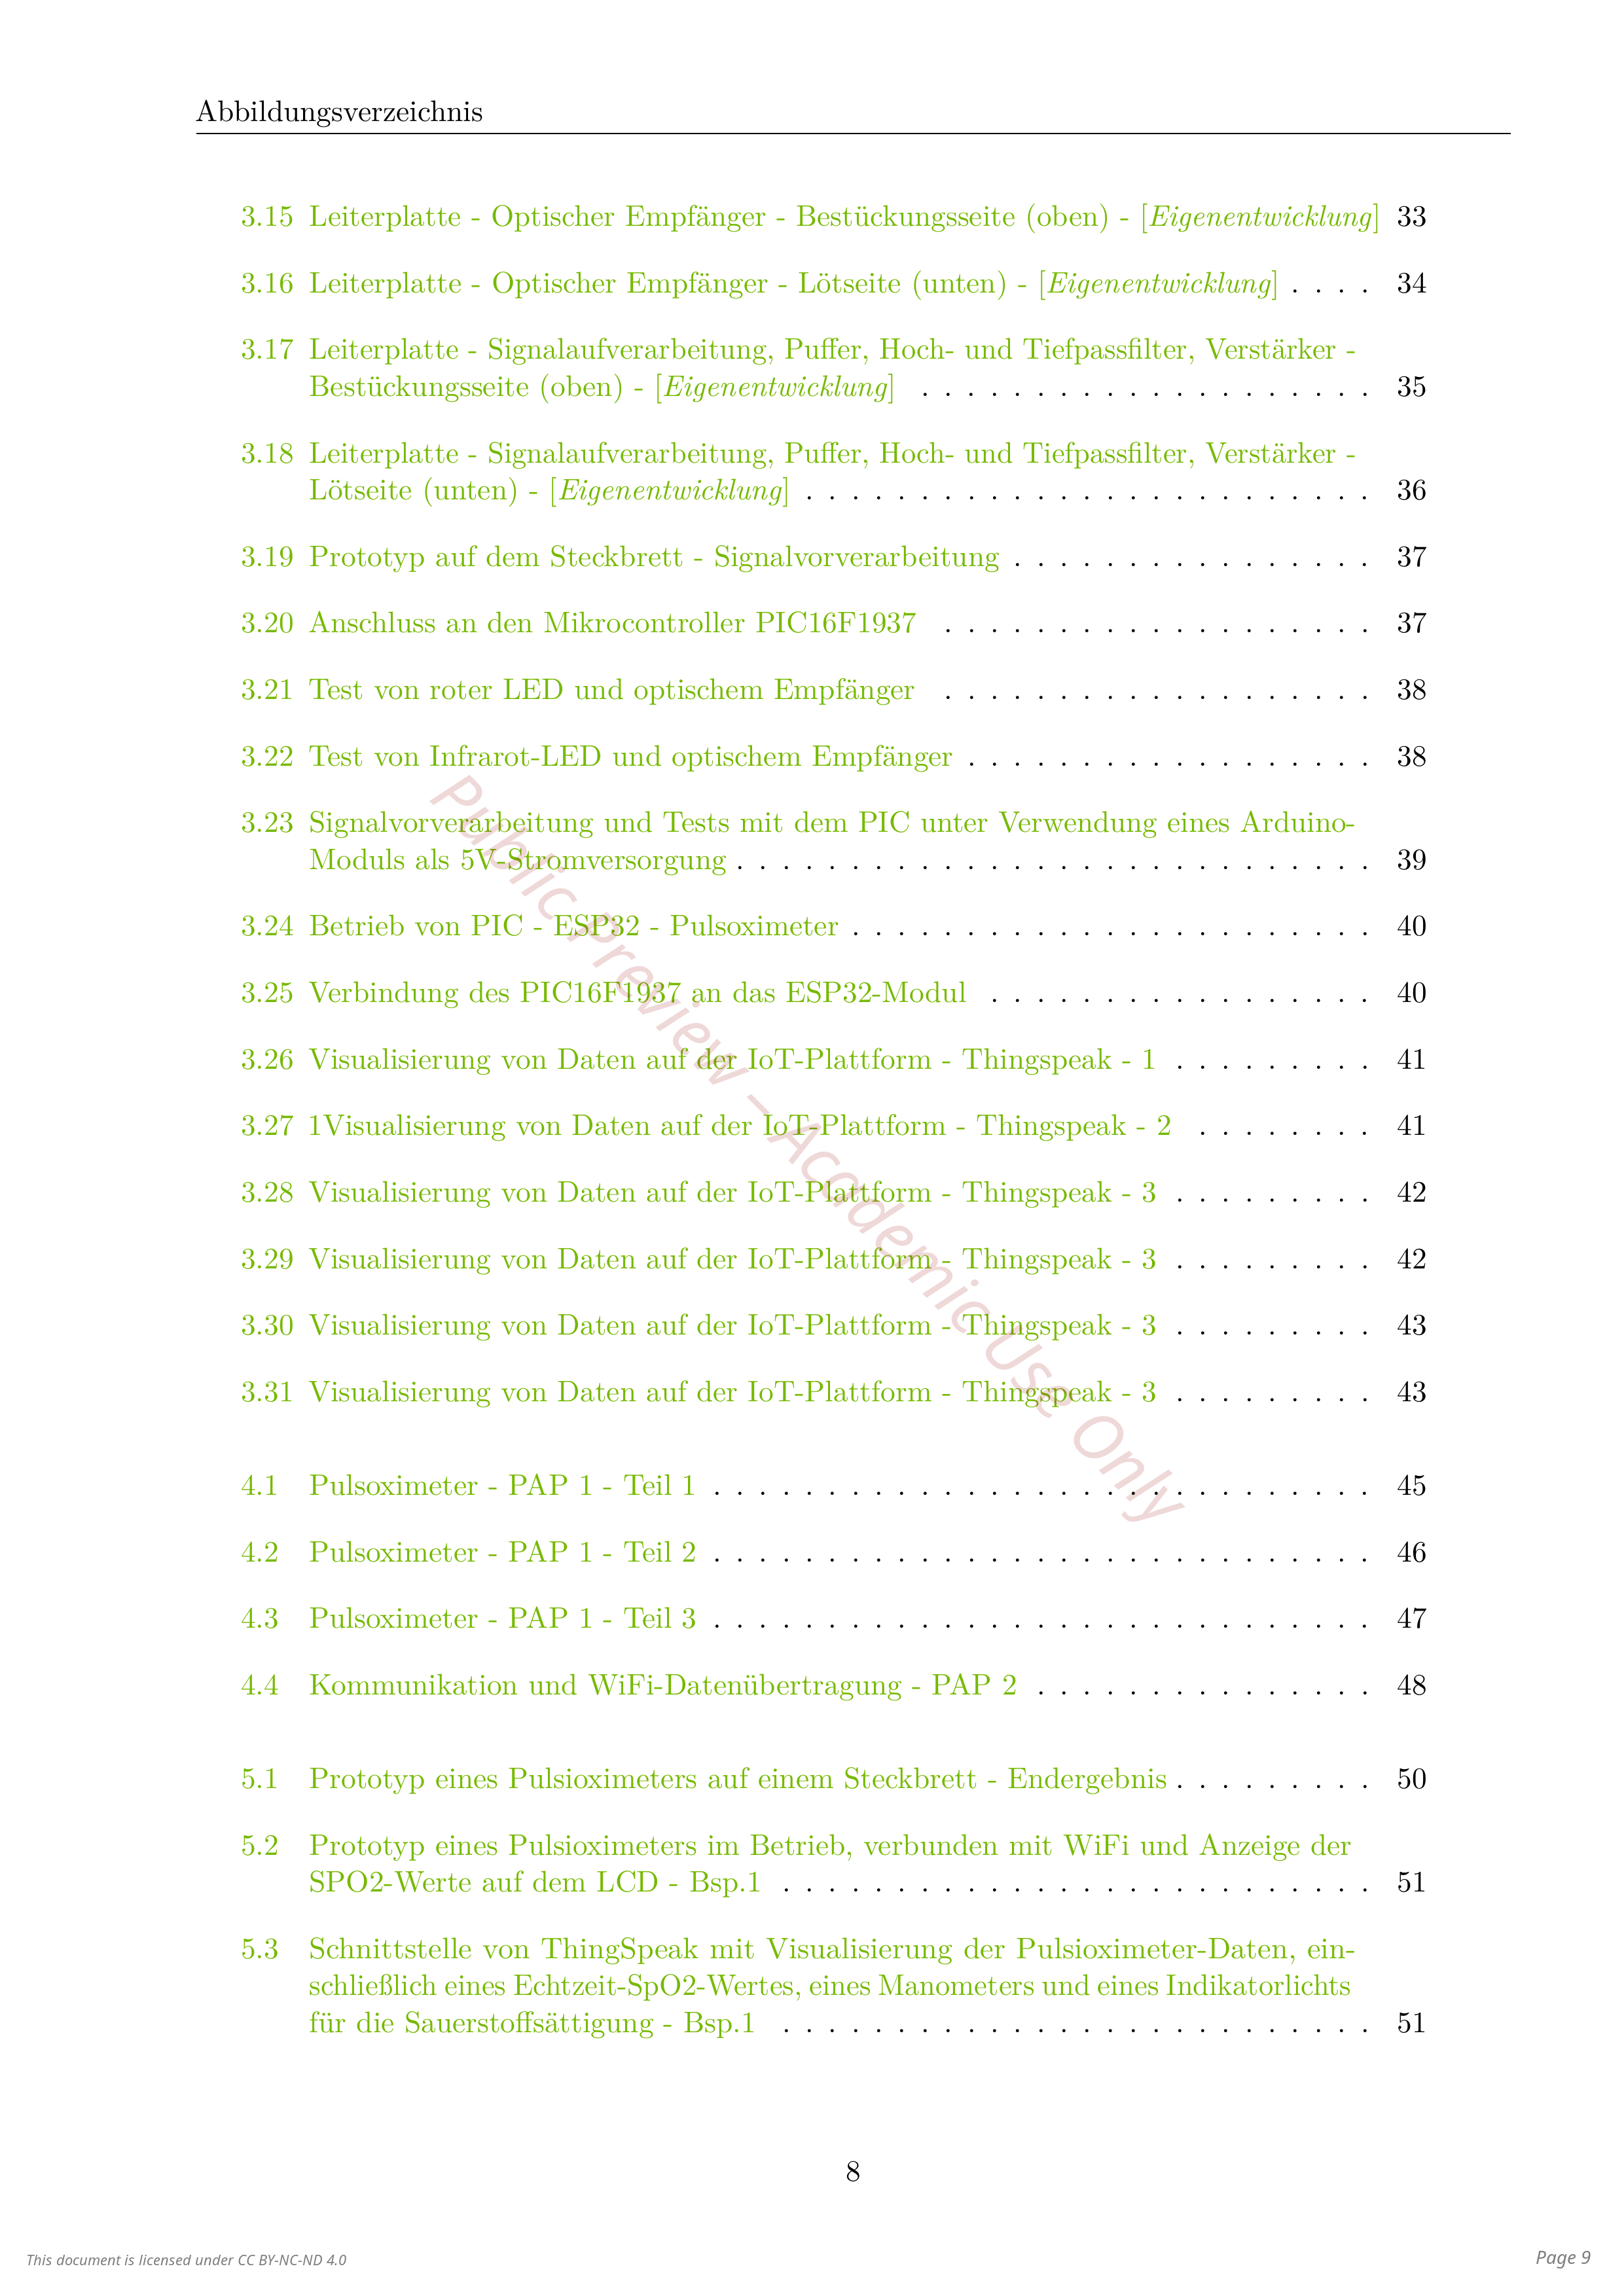 Abbildungsverzeichnis
3.15 Leiterplatte - Optischer Empfänger - Bestückungsseite (oben) - [Eigenentwicklung] 33
3.16 Leiterplatte - Optischer Empfänger - Lötseite (unten) - [Eigenentwicklung] . . . . 34
3.17 Leiterplatte - Signalaufverarbeitung, Puffer, Hoch- und Tiefpassfilter, Verstärker -
Bestückungsseite (oben) - [Eigenentwicklung] . . . . . . . . . . . . . . . . . . . . 35
3.18 Leiterplatte - Signalaufverarbeitung, Puffer, Hoch- und Tiefpassfilter, Verstärker -
Lötseite (unten) - [Eigenentwicklung] . . . . . . . . . . . . . . . . . . . . . . . . . 36
3.19 Prototyp auf dem Steckbrett - Signalvorverarbeitung . . . . . . . . . . . . . . . . 37
3.20 Anschluss an den Mikrocontroller PIC16F1937 . . . . . . . . . . . . . . . . . . . 37
3.21 Test von roter LED und optischem Empfänger . . . . . . . . . . . . . . . . . . . 38
3.22 Test von Infrarot-LED und optischem Empfänger . . . . . . . . . . . . . . . . . . 38
3.23 Signalvorverarbeitung und Tests mit dem PIC unter Verwendung eines Arduino-
Moduls als 5V-Stromversorgung . . . . . . . . . . . . . . . . . . . . . . . . . . . . 39
3.24 Betrieb von PIC - ESP32 - Pulsoximeter . . . . . . . . . . . . . . . . . . . . . . . 40
3.25 Verbindung des PIC16F1937 an das ESP32-Modul . . . . . . . . . . . . . . . . . 40
3.26 Visualisierung von Daten auf der IoT-Plattform - Thingspeak - 1 . . . . . . . . . 41
3.27 1Visualisierung von Daten auf der IoT-Plattform - Thingspeak - 2 . . . . . . . . 41
3.28 Visualisierung von Daten auf der IoT-Plattform - Thingspeak - 3 . . . . . . . . . 42
3.29 Visualisierung von Daten auf der IoT-Plattform - Thingspeak - 3 . . . . . . . . . 42
3.30 Visualisierung von Daten auf der IoT-Plattform - Thingspeak - 3 . . . . . . . . . 43
3.31 Visualisierung von Daten auf der IoT-Plattform - Thingspeak - 3 . . . . . . . . . 43
4.1 Pulsoximeter - PAP 1 - Teil 1 . . . . . . . . . . . . . . . . . . . . . . . . . . . . . 45
4.2 Pulsoximeter - PAP 1 - Teil 2 . . . . . . . . . . . . . . . . . . . . . . . . . . . . . 46
4.3 Pulsoximeter - PAP 1 - Teil 3 . . . . . . . . . . . . . . . . . . . . . . . . . . . . . 47
4.4 Kommunikation und WiFi-Datenübertragung - PAP 2 . . . . . . . . . . . . . . . 48
5.1 Prototyp eines Pulsioximeters auf einem Steckbrett - Endergebnis . . . . . . . . . 50
5.2 Prototyp eines Pulsioximeters im Betrieb, verbunden mit WiFi und Anzeige der
SPO2-Werte auf dem LCD - Bsp.1 . . . . . . . . . . . . . . . . . . . . . . . . . . 51
5.3 Schnittstelle von ThingSpeak mit Visualisierung der Pulsioximeter-Daten, ein-
schließlich eines Echtzeit-SpO2-Wertes, eines Manometers und eines Indikatorlichts
für die Sauerstoffsättigung - Bsp.1 . . . . . . . . . . . . . . . . . . . . . . . . . . 51
Public Preview – Academic Use Only
8
This document is licensed under CC BY-NC-ND 4.0
Page 9